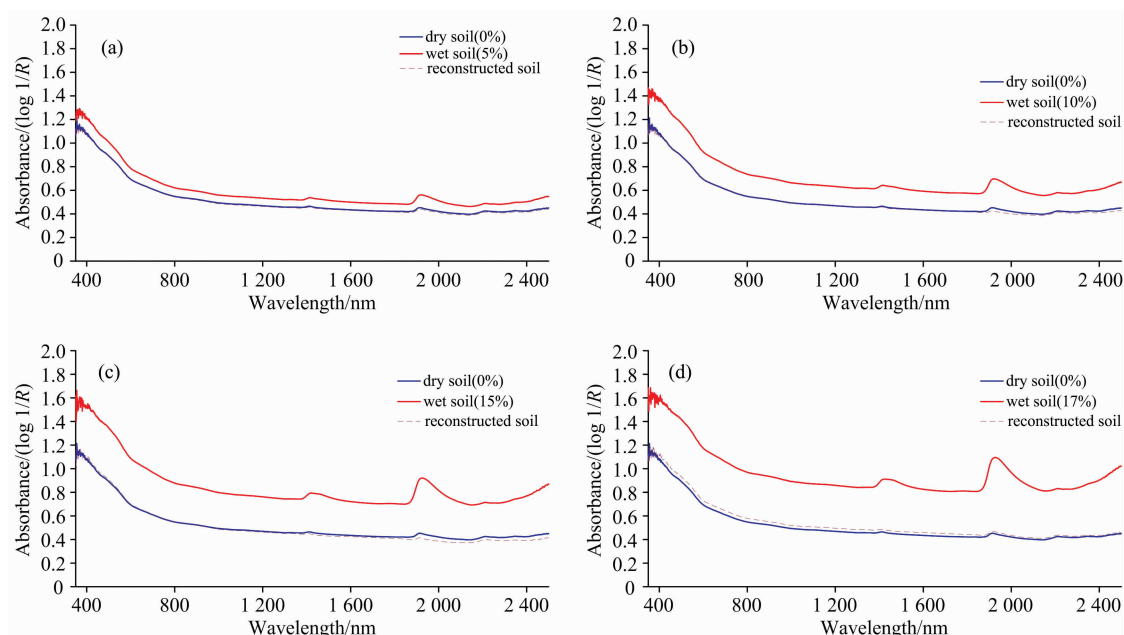 (a)
dry soil(0%)
wet soil(5%)
reconstructed soil
2.0
1.8
1.6
1.4
1.2
1.0
0.8
0.6
0.4
0.2
0
Absorbance/(log 1/R)
400 800 1 200 1 600 2 000 2 400
Wavelength/nm
(b)
dry soil(0%)
wet soil(10%)
reconstructed soil
2.0
1.8
1.6
1.4
1.2
1.0
0.8
0.6
0.4
0.2
0
Absorbance/(log 1/R)
400 800 1 200 1 600 2 000 2 400
Wavelength/nm
(c)
dry soil(0%)
wet soil(15%)
reconstructed soil
2.0
1.8
1.6
1.4
1.2
1.0
0.8
0.6
0.4
0.2
0
Absorbance/(log 1/R)
400 800 1 200 1 600 2 000 2 400
Wavelength/nm
(d)
dry soil(0%)
wet soil(17%)
reconstructed soil
2.0
1.8
1.6
1.4
1.2
1.0
0.8
0.6
0.4
0.2
0
Absorbance/(log 1/R)
400 800 1 200 1 600 2 000 2 400
Wavelength/nm